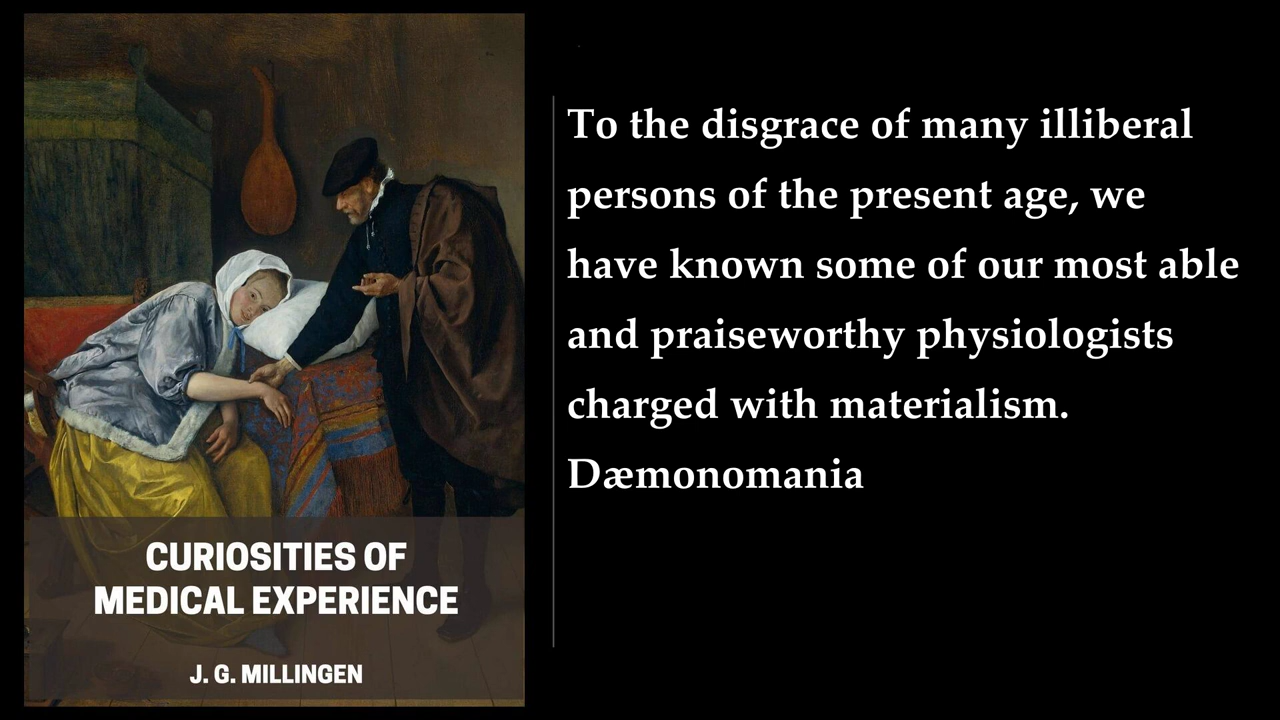 CURIOSITIES OF
MEDICAL EXPERIENCE
J. G. MILLINGEN
To the disgrace of many illiberal
persons of the present age, we
have known some of our most able
and praiseworthy physiologists
charged with materialism.
Dæmonomania